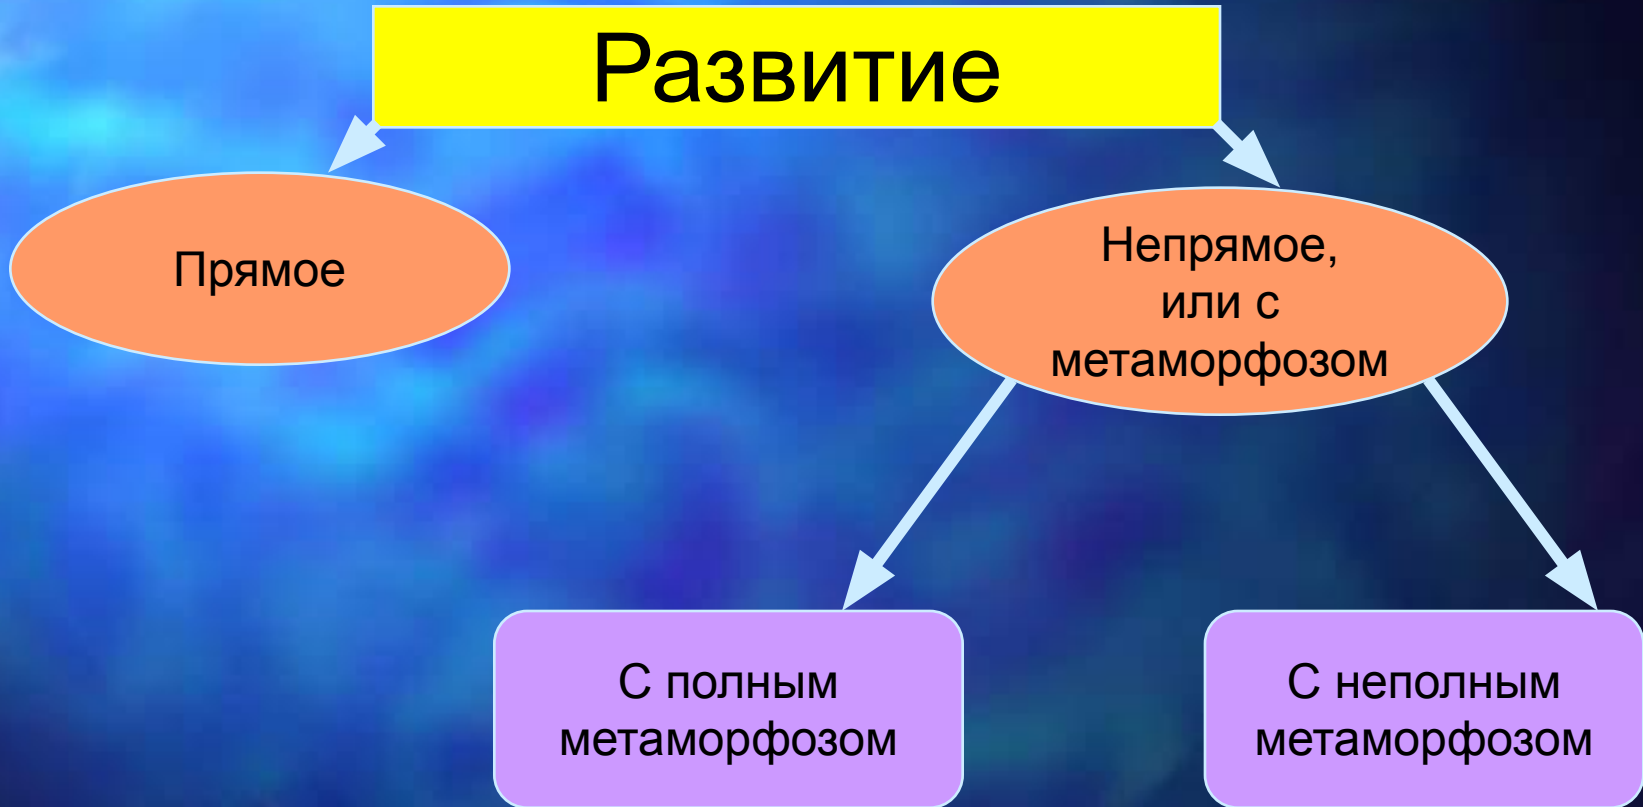 Развитие
Прямое
Непрямое,
или с
метаморфозом
С полным
метаморфозом
С неполным
метаморфозом